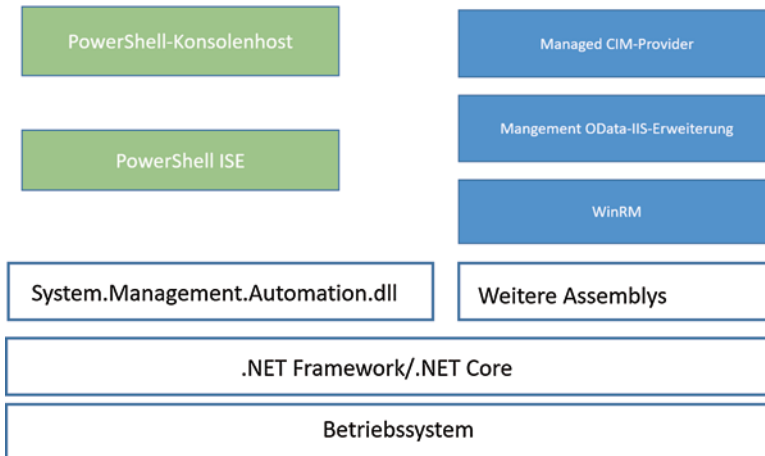 PowerShell-Konsolenhost
PowerShell ISE
Managed CIM-Provider
Mangement OData-IIS-Erweiterung
WinRM
System.Management.Automation.dll
Weitere Assemblys
.NET Framework/.NET Core
Betriebssystem